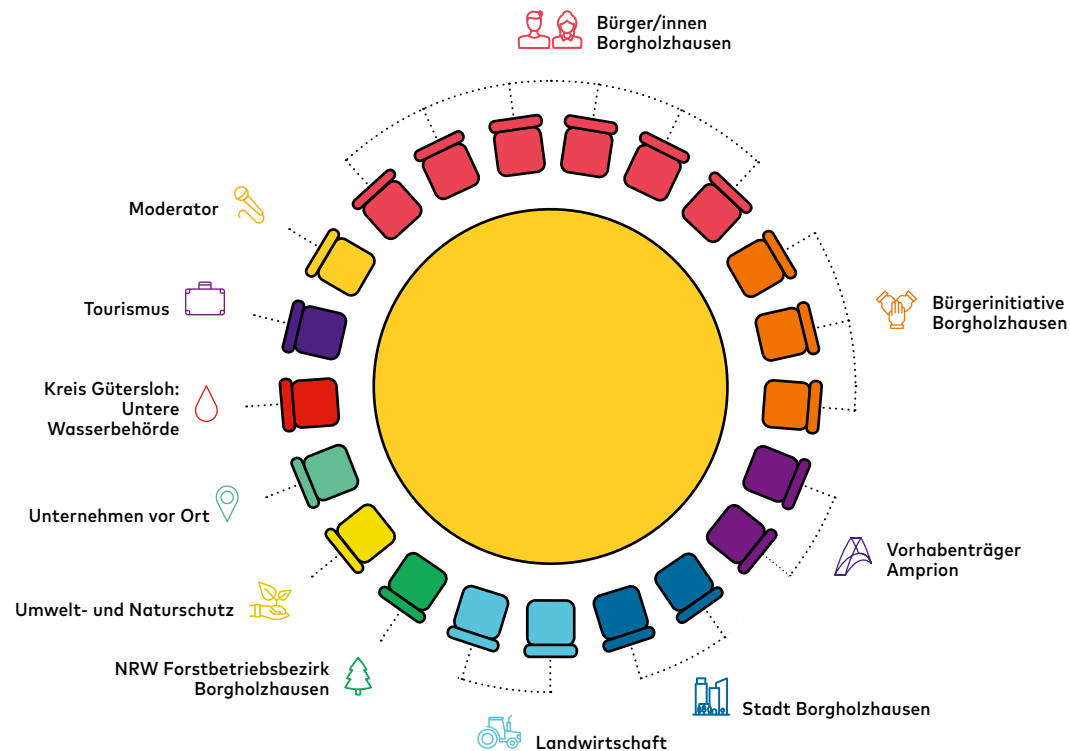 Bürger/innen
Borgholzhausen
Moderator
Tourismus
Bürgerinitiative
Borgholzhausen
Kreis Gütersloh:
Untere
Wasserbehörde
Unternehmen vor Ort
Vorhabenträger
Amprion
Umwelt- und Naturschutz
NRW Forstbetriebsbezirk
Borgholzhausen
Stadt Borgholzhausen
Landwirtschaft